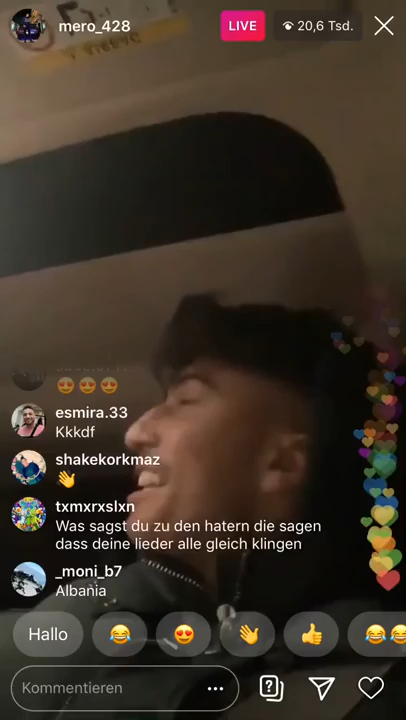 mero_428
LIVE
20,6 Tsd.
😍😍😍
esmira.33
Kkkdf
shakekorkmaz
👋
txmxrxslxn
Was sagst du zu den hatern die sagen
dass deine lieder alle gleich klingen
_moni_b7
Albania
Hallo 😂 😍 👋 👍 😂😂
Kommentieren